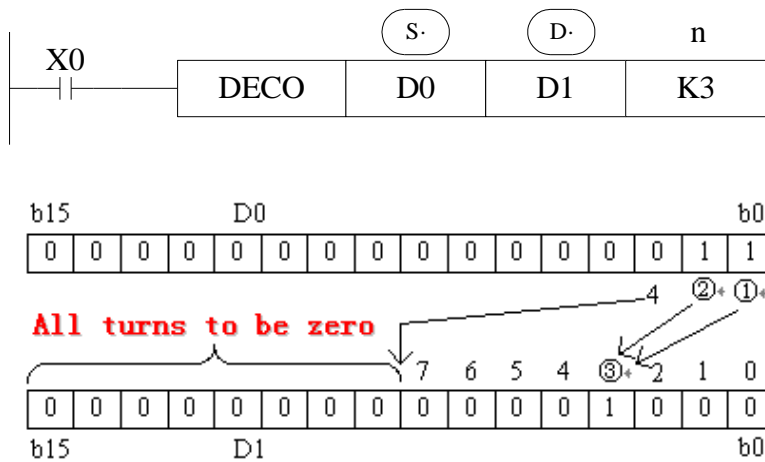 S· D· n
X0
DECO D0 D1 K3
b15 D0 b0
0 0 0 0 0 0 0 0 0 0 0 0 0 0 1 1
4 ② ①
All turns to be zero
7 6 5 4 ③ 2 1 0
0 0 0 0 0 0 0 0 0 0 0 0 1 0 0 0
b15 D1 b0